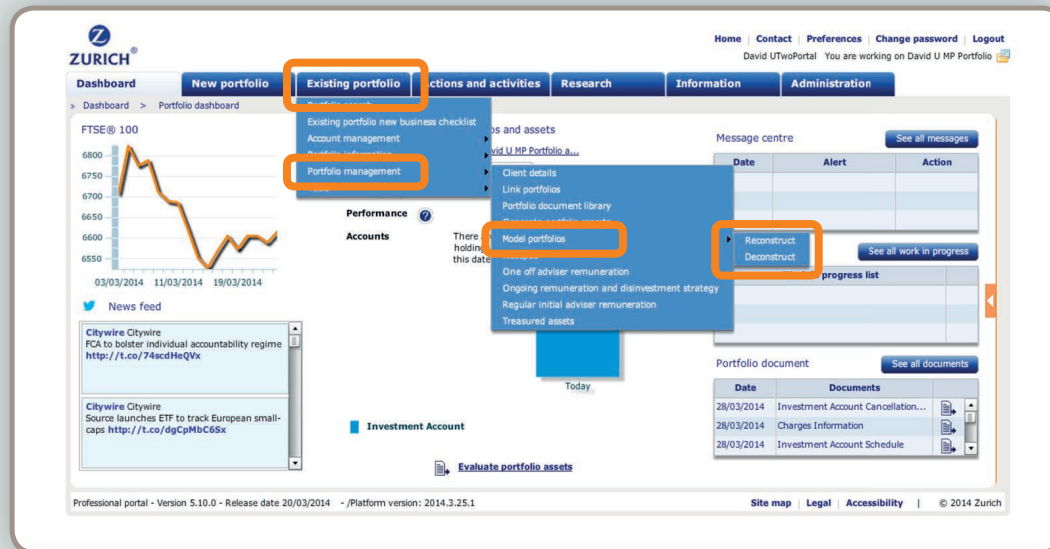 ZURICH®
Home | Contact | Preferences | Change password | Logout
David UTwoPortal You are working on David U MP Portfolio
Dashboard New portfolio Existing portfolio ctions and activities Research Information Administration
> Dashboard > Portfolio dashboard
FTSE® 100
6800
6750
6700
6650
6600
6550
03/03/2014 11/03/2014 19/03/2014
News feed
Citywire Citywire
FCA to bolster individual accountability regime
http://t.co/74scdHeQVx
Citywire Citywire
Source launches ETF to track European small-
caps http://t.co/dgCpMbC6Sx
Existing portfolio new business checklist
Account management
Portfolio management
os and assets
vid U MP Portfolio a...
Client details
Link portfolios
Portfolio document library
Model portfolios
One off adviser remuneration
Ongoing remuneration and disinvestment strategy
Regular initial adviser remuneration
Treasured assets
Reconstruct
Deconstruct
Performance
Accounts There
holding
this date
Today
Investment Account
Evaluate portfolio assets
Message centre See all messages
Date Alert Action
See all work in progress
progress list
Portfolio document See all documents
Date Documents
28/03/2014 Investment Account Cancellation...
28/03/2014 Charges Information
28/03/2014 Investment Account Schedule
Professional portal - Version 5.10.0 - Release date 20/03/2014 - /Platform version: 2014.3.25.1
Site map | Legal | Accessibility | © 2014 Zurich